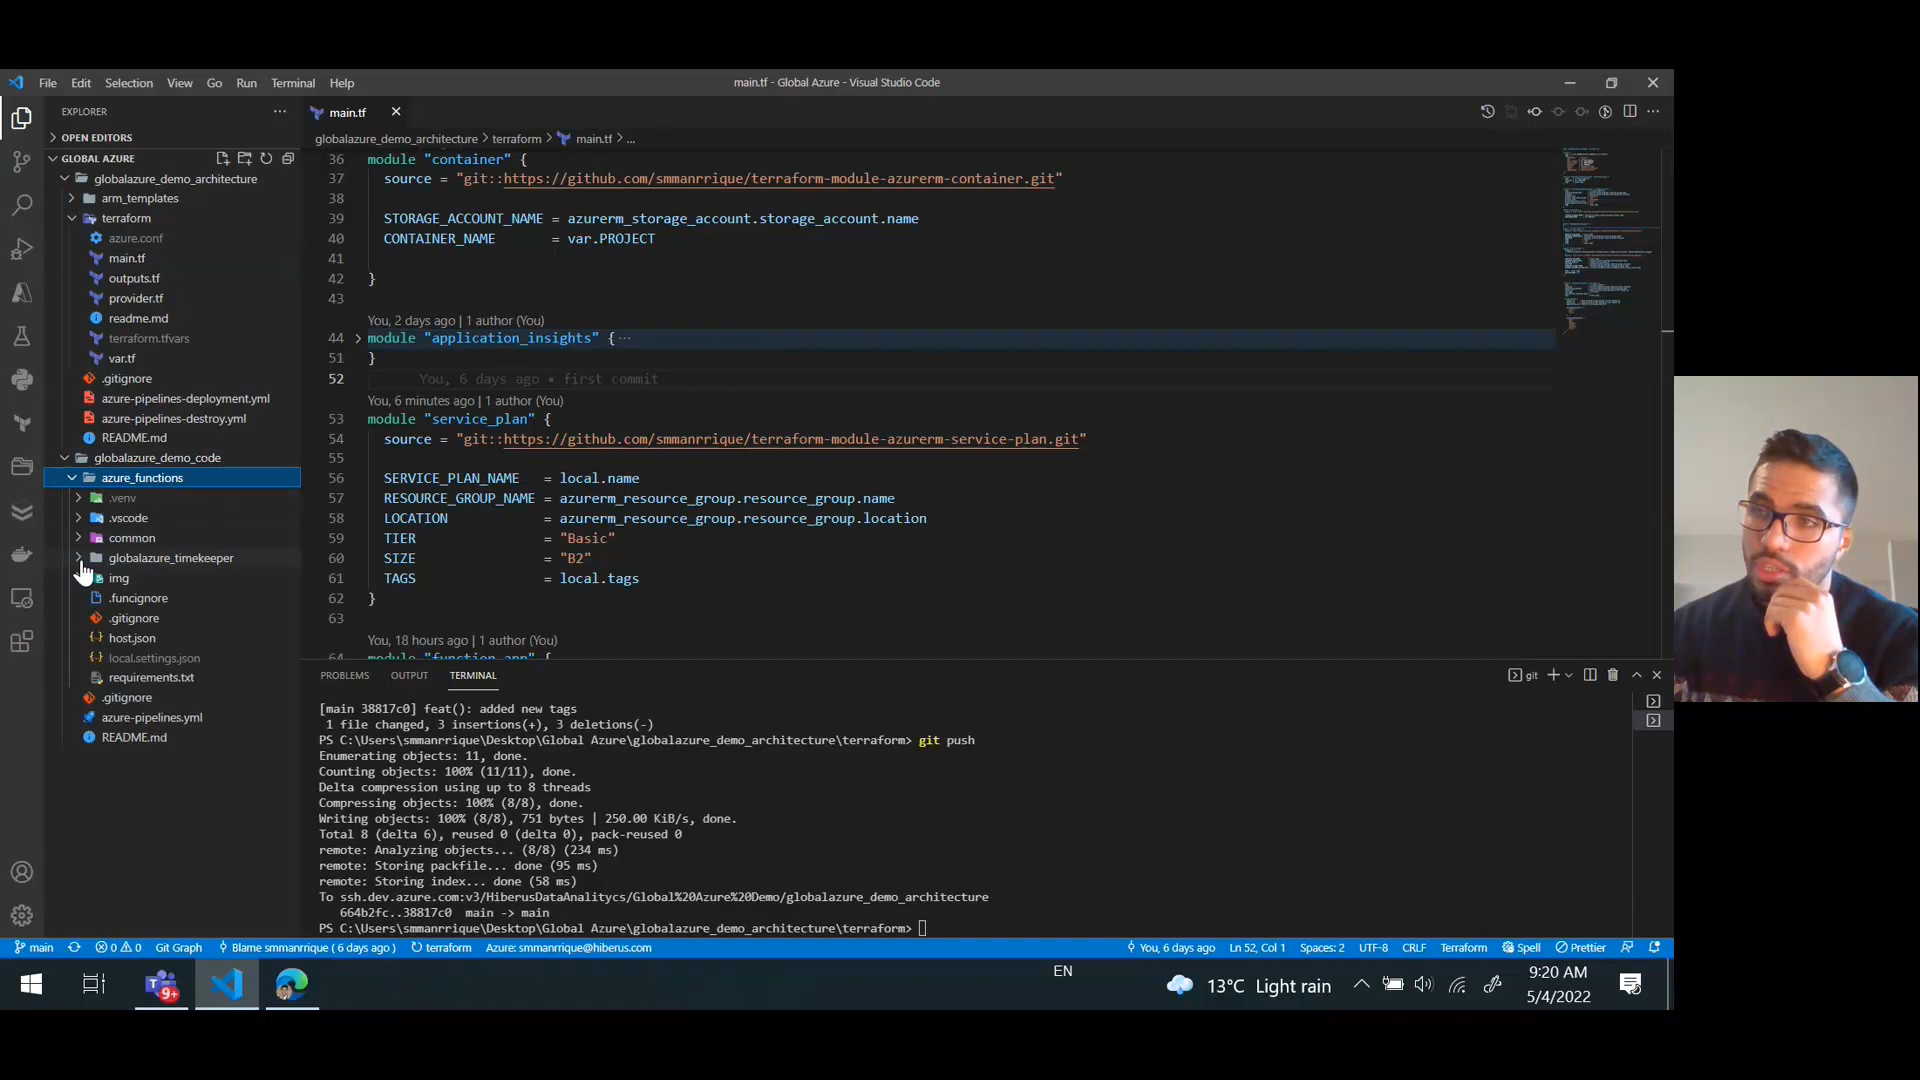 File Edit Selection View Go Run Terminal Help
main.tf - Global Azure - Visual Studio Code
EXPLORER
OPEN EDITORS
GLOBAL AZURE
globalazure_demo_architecture
arm_templates
terraform
azure.conf
main.tf
outputs.tf
provider.tf
readme.md
terraform.tfvars
var.tf
.gitignore
azure-pipelines-deployment.yml
azure-pipelines-destroy.yml
README.md
globalazure_demo_code
azure_functions
.venv
.vscode
common
globalazure_timekeeper
img
.funcignore
.gitignore
host.json
local.settings.json
requirements.txt
.gitignore
azure-pipelines.yml
README.md
main.tf
globalazure_demo_architecture > terraform > main.tf > ...
36 module "container" {
37 source = "git::https://github.com/smmanrrique/terraform-module-azurerm-container.git"
38
39 STORAGE_ACCOUNT_NAME = azurerm_storage_account.storage_account.name
40 CONTAINER_NAME = var.PROJECT
41
42 }
43
You, 2 days ago | 1 author (You)
44 module "application_insights" { ...
51 }
52 You, 6 days ago • first commit
You, 6 minutes ago | 1 author (You)
53 module "service_plan" {
54 source = "git::https://github.com/smmanrrique/terraform-module-azurerm-service-plan.git"
55
56 SERVICE_PLAN_NAME = local.name
57 RESOURCE_GROUP_NAME = azurerm_resource_group.resource_group.name
58 LOCATION = azurerm_resource_group.resource_group.location
59 TIER = "Basic"
60 SIZE = "B2"
61 TAGS = local.tags
62 }
63
You, 18 hours ago | 1 author (You)
64 module "function_app" {
PROBLEMS OUTPUT TERMINAL
git
[main 38817c0] feat(): added new tags
1 file changed, 3 insertions(+), 3 deletions(-)
PS C:\Users\smmanrrique\Desktop\Global Azure\globalazure_demo_architecture\terraform> git push
Enumerating objects: 11, done.
Counting objects: 100% (11/11), done.
Delta compression using up to 8 threads
Compressing objects: 100% (8/8), done.
Writing objects: 100% (8/8), 751 bytes | 250.00 KiB/s, done.
Total 8 (delta 6), reused 0 (delta 0), pack-reused 0
remote: Analyzing objects... (8/8) (234 ms)
remote: Storing packfile... done (95 ms)
remote: Storing index... done (58 ms)
To ssh.dev.azure.com:v3/HiberusDataAnalitycs/Global%20Azure%20Demo/globalazure_demo_architecture
664b2fc..38817c0 main -> main
PS C:\Users\smmanrrique\Desktop\Global Azure\globalazure_demo_architecture\terraform>
main 0 0 Git Graph Blame smmanrrique ( 6 days ago ) terraform Azure: smmanrrique@hiberus.com You, 6 days ago Ln 52, Col 1 Spaces: 2 UTF-8 CRLF Terraform Spell Prettier
9+
EN
13°C Light rain
9:20 AM
5/4/2022